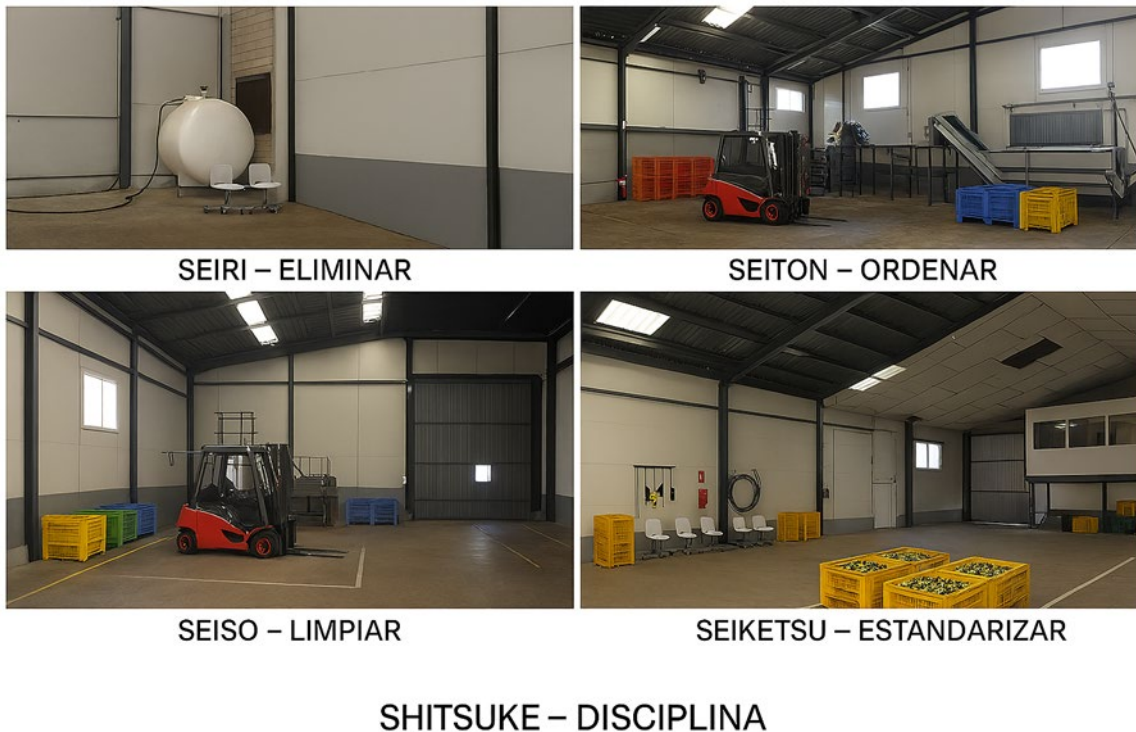 SEIRI – ELIMINAR
SEITON – ORDENAR
SEISO – LIMPIAR
SEIKETSU – ESTANDARIZAR
SHITSUKE – DISCIPLINA